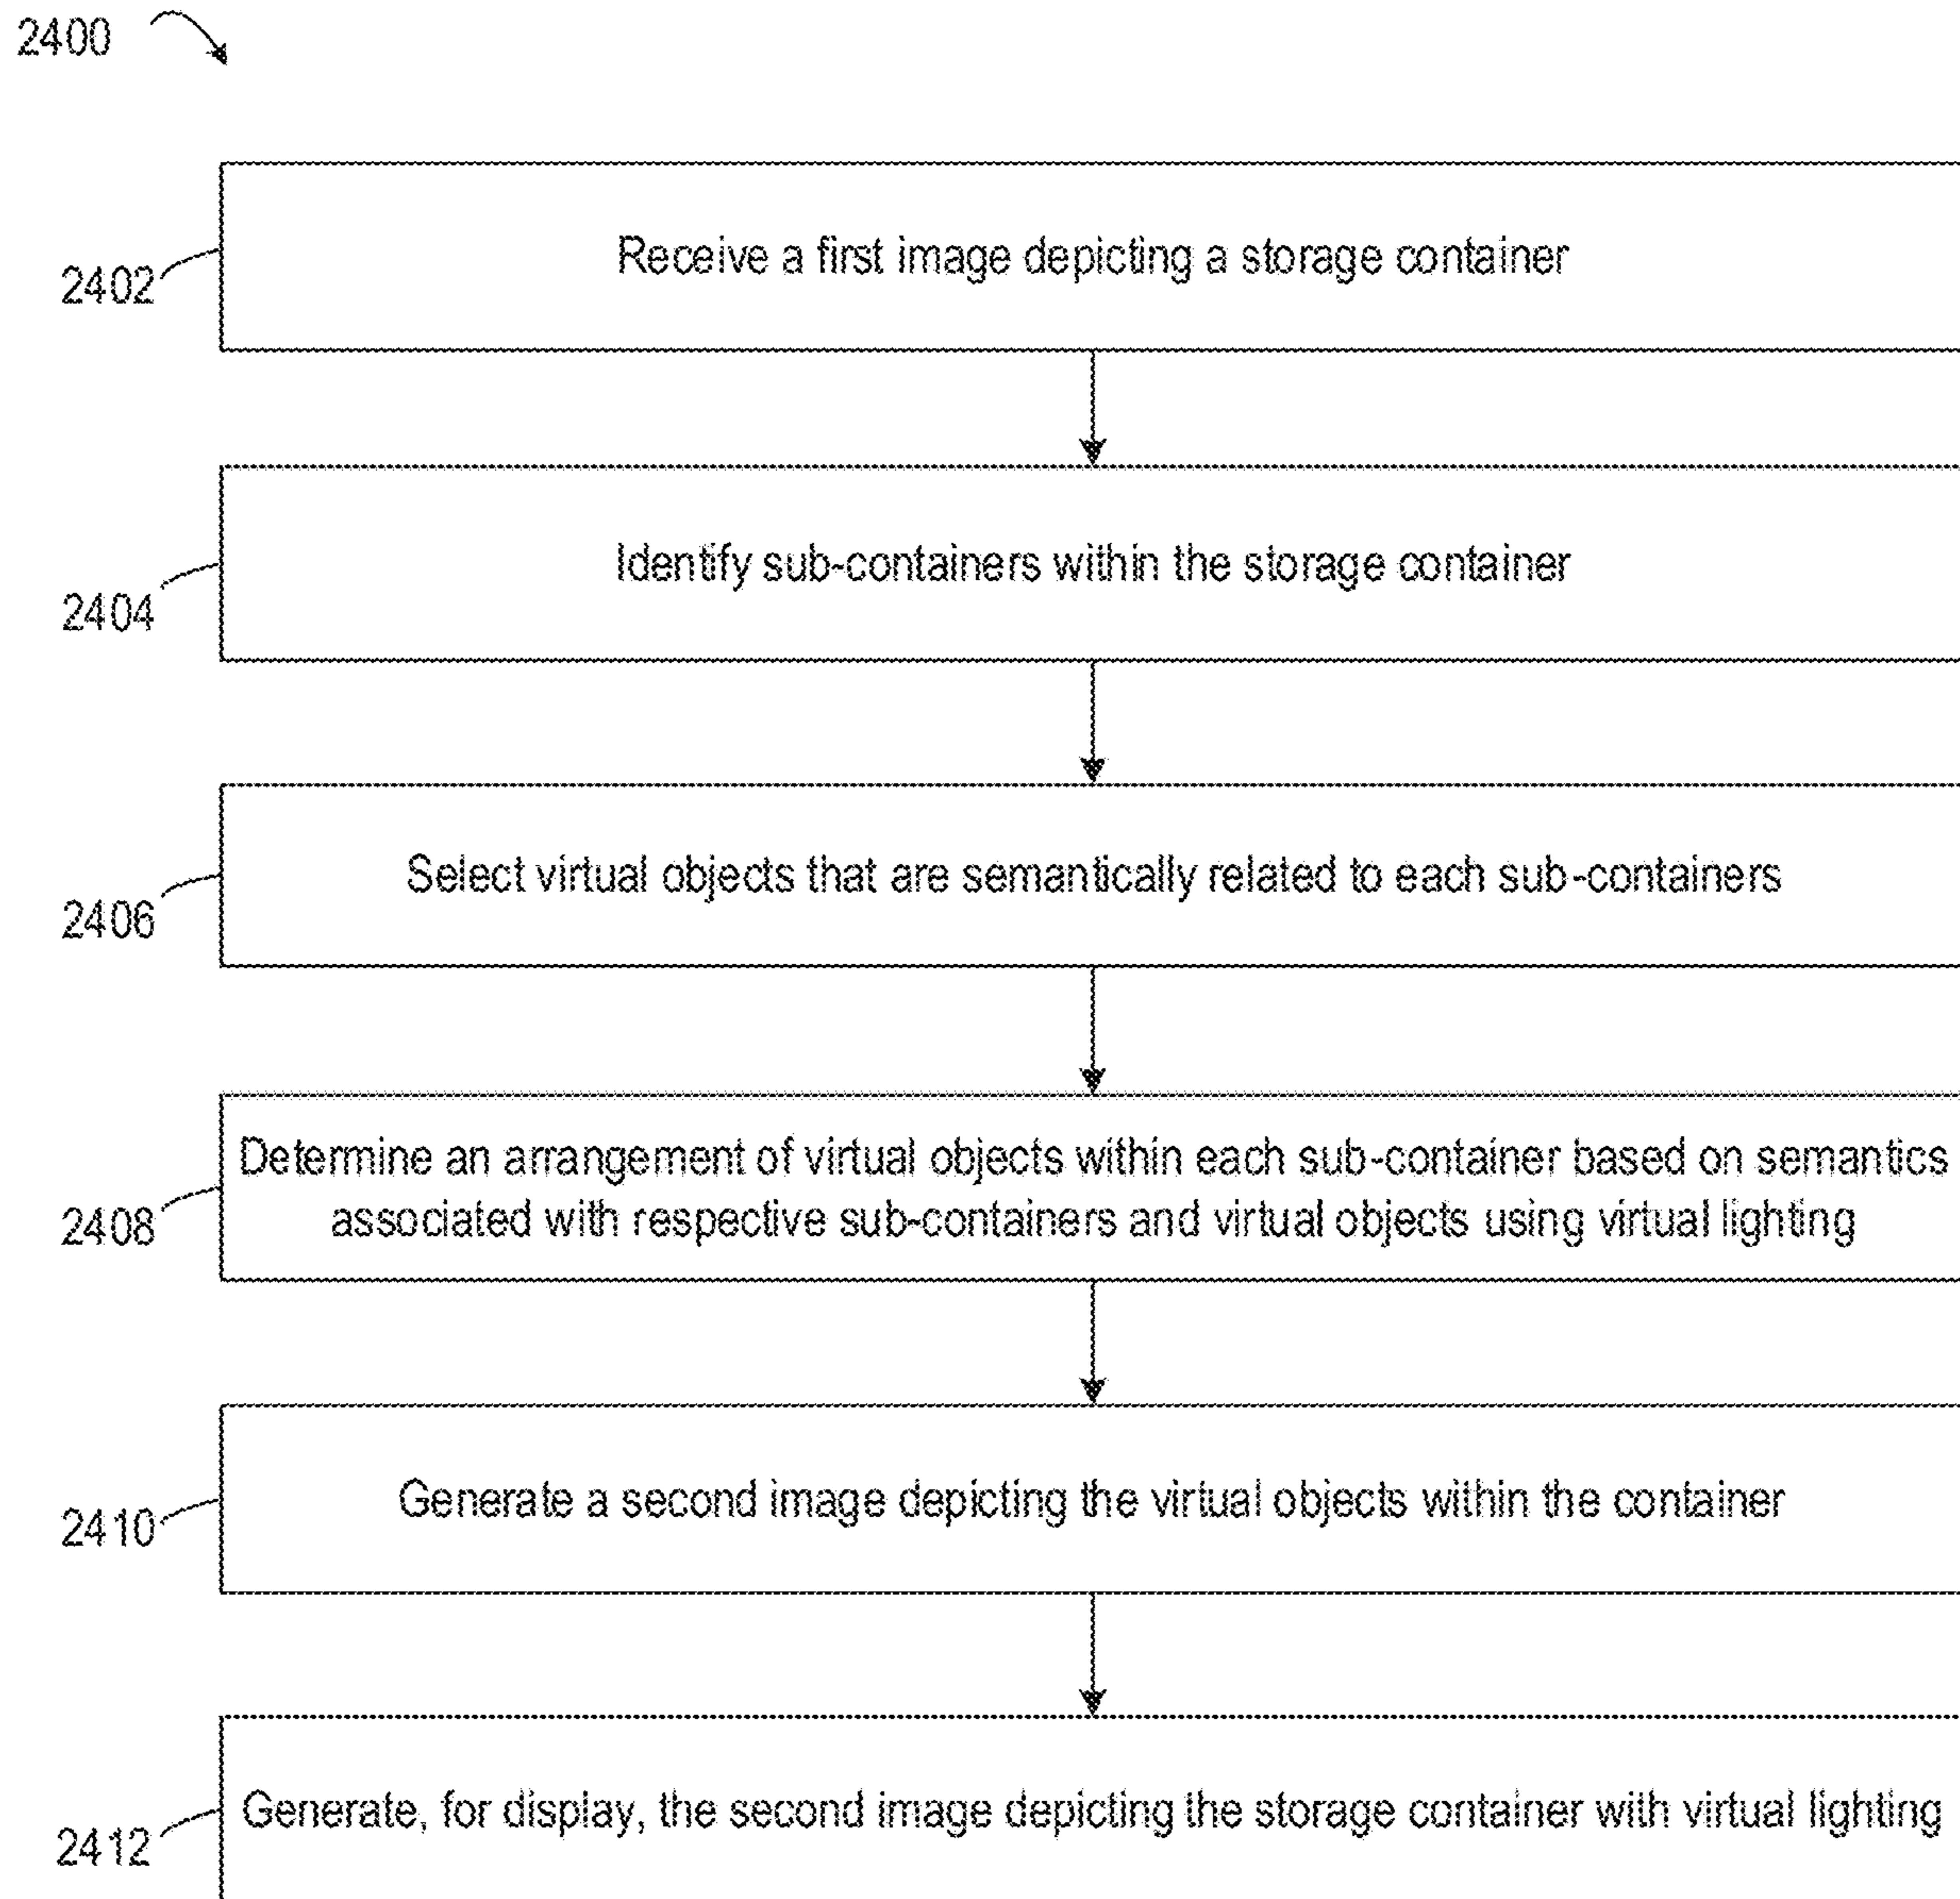 2400
Receive a first image depicting a storage container
2402
Identify sub-containers within the storage container
2404
Select virtual objects that are semantically related to each sub-containers
2406
Determine an arrangement of virtual objects within each sub-container based on semantics
associated with respective sub-containers and virtual objects using virtual lighting
2408
Generate a second image depicting the virtual objects within the container
2410
Generate, for display, the second image depicting the storage container with virtual lighting
2412